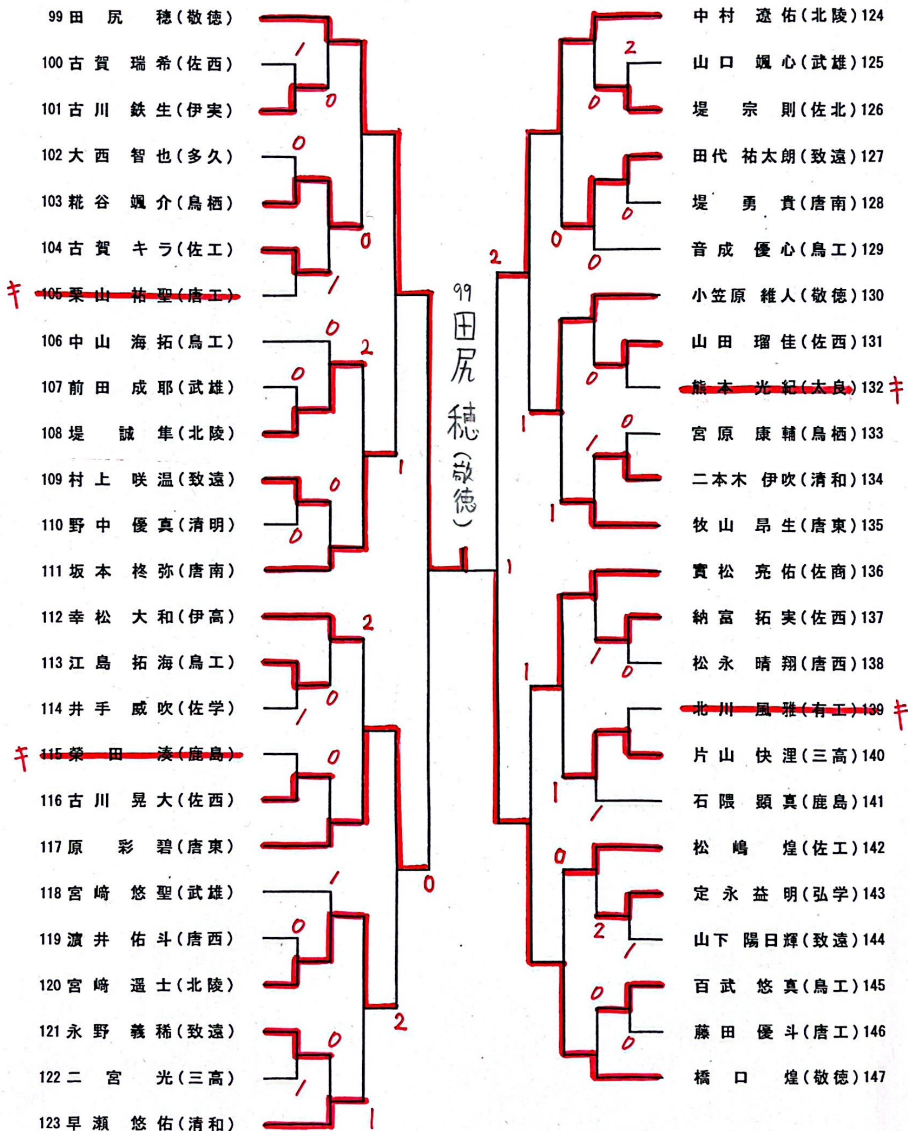 99 田尻 穂(敬徳)
100 古賀 瑞希(佐西)
101 古川 鉄生(伊実)
102 大西 智也(多久)
103 糀谷 颯介(鳥栖)
104 古賀 キラ(佐工)
キ 105 栗山 祐聖(唐工)
106 中山 海拓(鳥工)
107 前田 成耶(武雄)
108 堤 誠隼(北陵)
109 村上 咲温(致遠)
110 野中 優真(清明)
111 坂本 柊弥(唐南)
112 幸松 大和(伊高)
113 江島 拓海(鳥工)
114 井手 威吹(佐学)
キ 115 榮田 湊(鹿島)
116 古川 晃大(佐西)
117 原 彩碧(唐東)
118 宮﨑 悠聖(武雄)
119 濵井 佑斗(唐西)
120 宮﨑 遥士(北陵)
121 永野 義稀(致遠)
122 二宮 光(三高)
123 早瀬 悠佑(清和)
1
0
0
0
1
0
2
0
0
0
1
2
0
1
0
1
0
0
1
2
1
0
99 田尻 穂(敬徳)
中村 遼佑(北陵) 124
山口 颯心(武雄) 125
堤 宗則(佐北) 126
田代 祐太朗(致遠) 127
堤 勇貴(唐南) 128
音成 優心(鳥工) 129
小笠原 維人(敬徳) 130
山田 瑠佳(佐西) 131
熊本 光紀(太良) 132 キ
宮原 康輔(鳥栖) 133
二本木 伊吹(清和) 134
牧山 昂生(唐東) 135
實松 亮佑(佐商) 136
納富 拓実(佐西) 137
松永 晴翔(唐西) 138
北川 風雅(有工) 139 キ
片山 快浬(三高) 140
石隈 顕真(鹿島) 141
松嶋 煌(佐工) 142
定永 益明(弘学) 143
山下 陽日輝(致遠) 144
百武 悠真(鳥工) 145
藤田 優斗(唐工) 146
橋口 煌(敬徳) 147
2
0
0
0
0
2
0
0
1
1
1
1
1
0
1
1
1
0
2
1
0
0